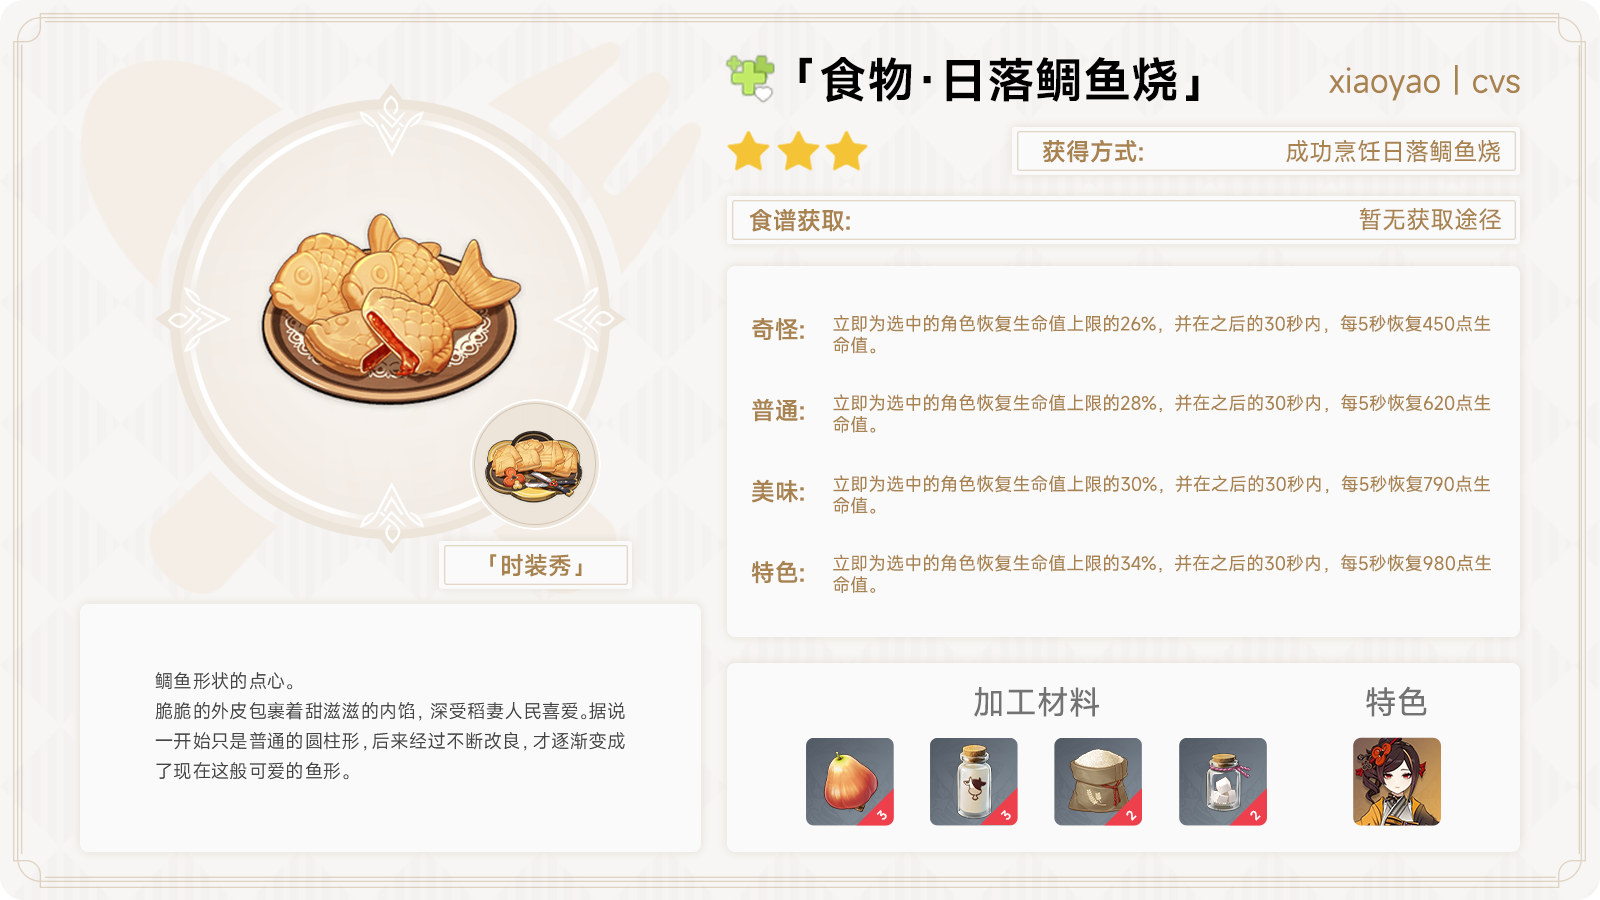 「食物·日落鲷鱼烧」
xiaoyao | cvs
获得方式:
成功烹饪日落鲷鱼烧
食谱获取:
暂无获取途径
奇怪:
立即为选中的角色恢复生命值上限的26%，并在之后的30秒内，每5秒恢复450点生
命值。
普通:
立即为选中的角色恢复生命值上限的28%，并在之后的30秒内，每5秒恢复620点生
命值。
美味:
立即为选中的角色恢复生命值上限的30%，并在之后的30秒内，每5秒恢复790点生
命值。
特色:
立即为选中的角色恢复生命值上限的34%，并在之后的30秒内，每5秒恢复980点生
命值。
「时装秀」
鲷鱼形状的点心。
脆脆的外皮包裹着甜滋滋的内馅，深受稻妻人民喜爱。据说
一开始只是普通的圆柱形，后来经过不断改良，才逐渐变成
了现在这般可爱的鱼形。
加工材料
特色
3
3
2
2